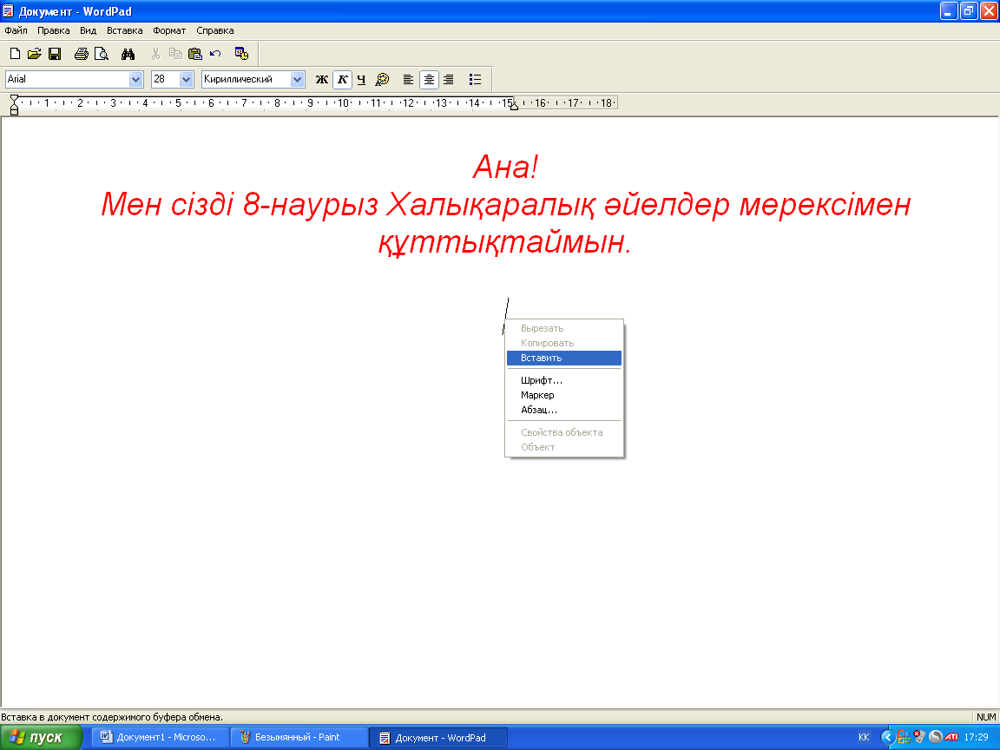 Документ - WordPad
Файл Правка Вид Вставка Формат Справка
Arial 28 Кириллический Ж К Ч
1 2 3 4 5 6 7 8 9 10 11 12 13 14 15 16 17 18
Ана!
Мен сізді 8-наурыз Халықаралық әйелдер мерексімен
құттықтаймын.
Вырезать
Копировать
Вставить
Шрифт...
Маркер
Абзац...
Свойства объекта
Объект
Вставка в документ содержимого буфера обмена. NUM
пуск Документ1 - Microso... Безымянный - Paint Документ - WordPad KK ATI 17:29